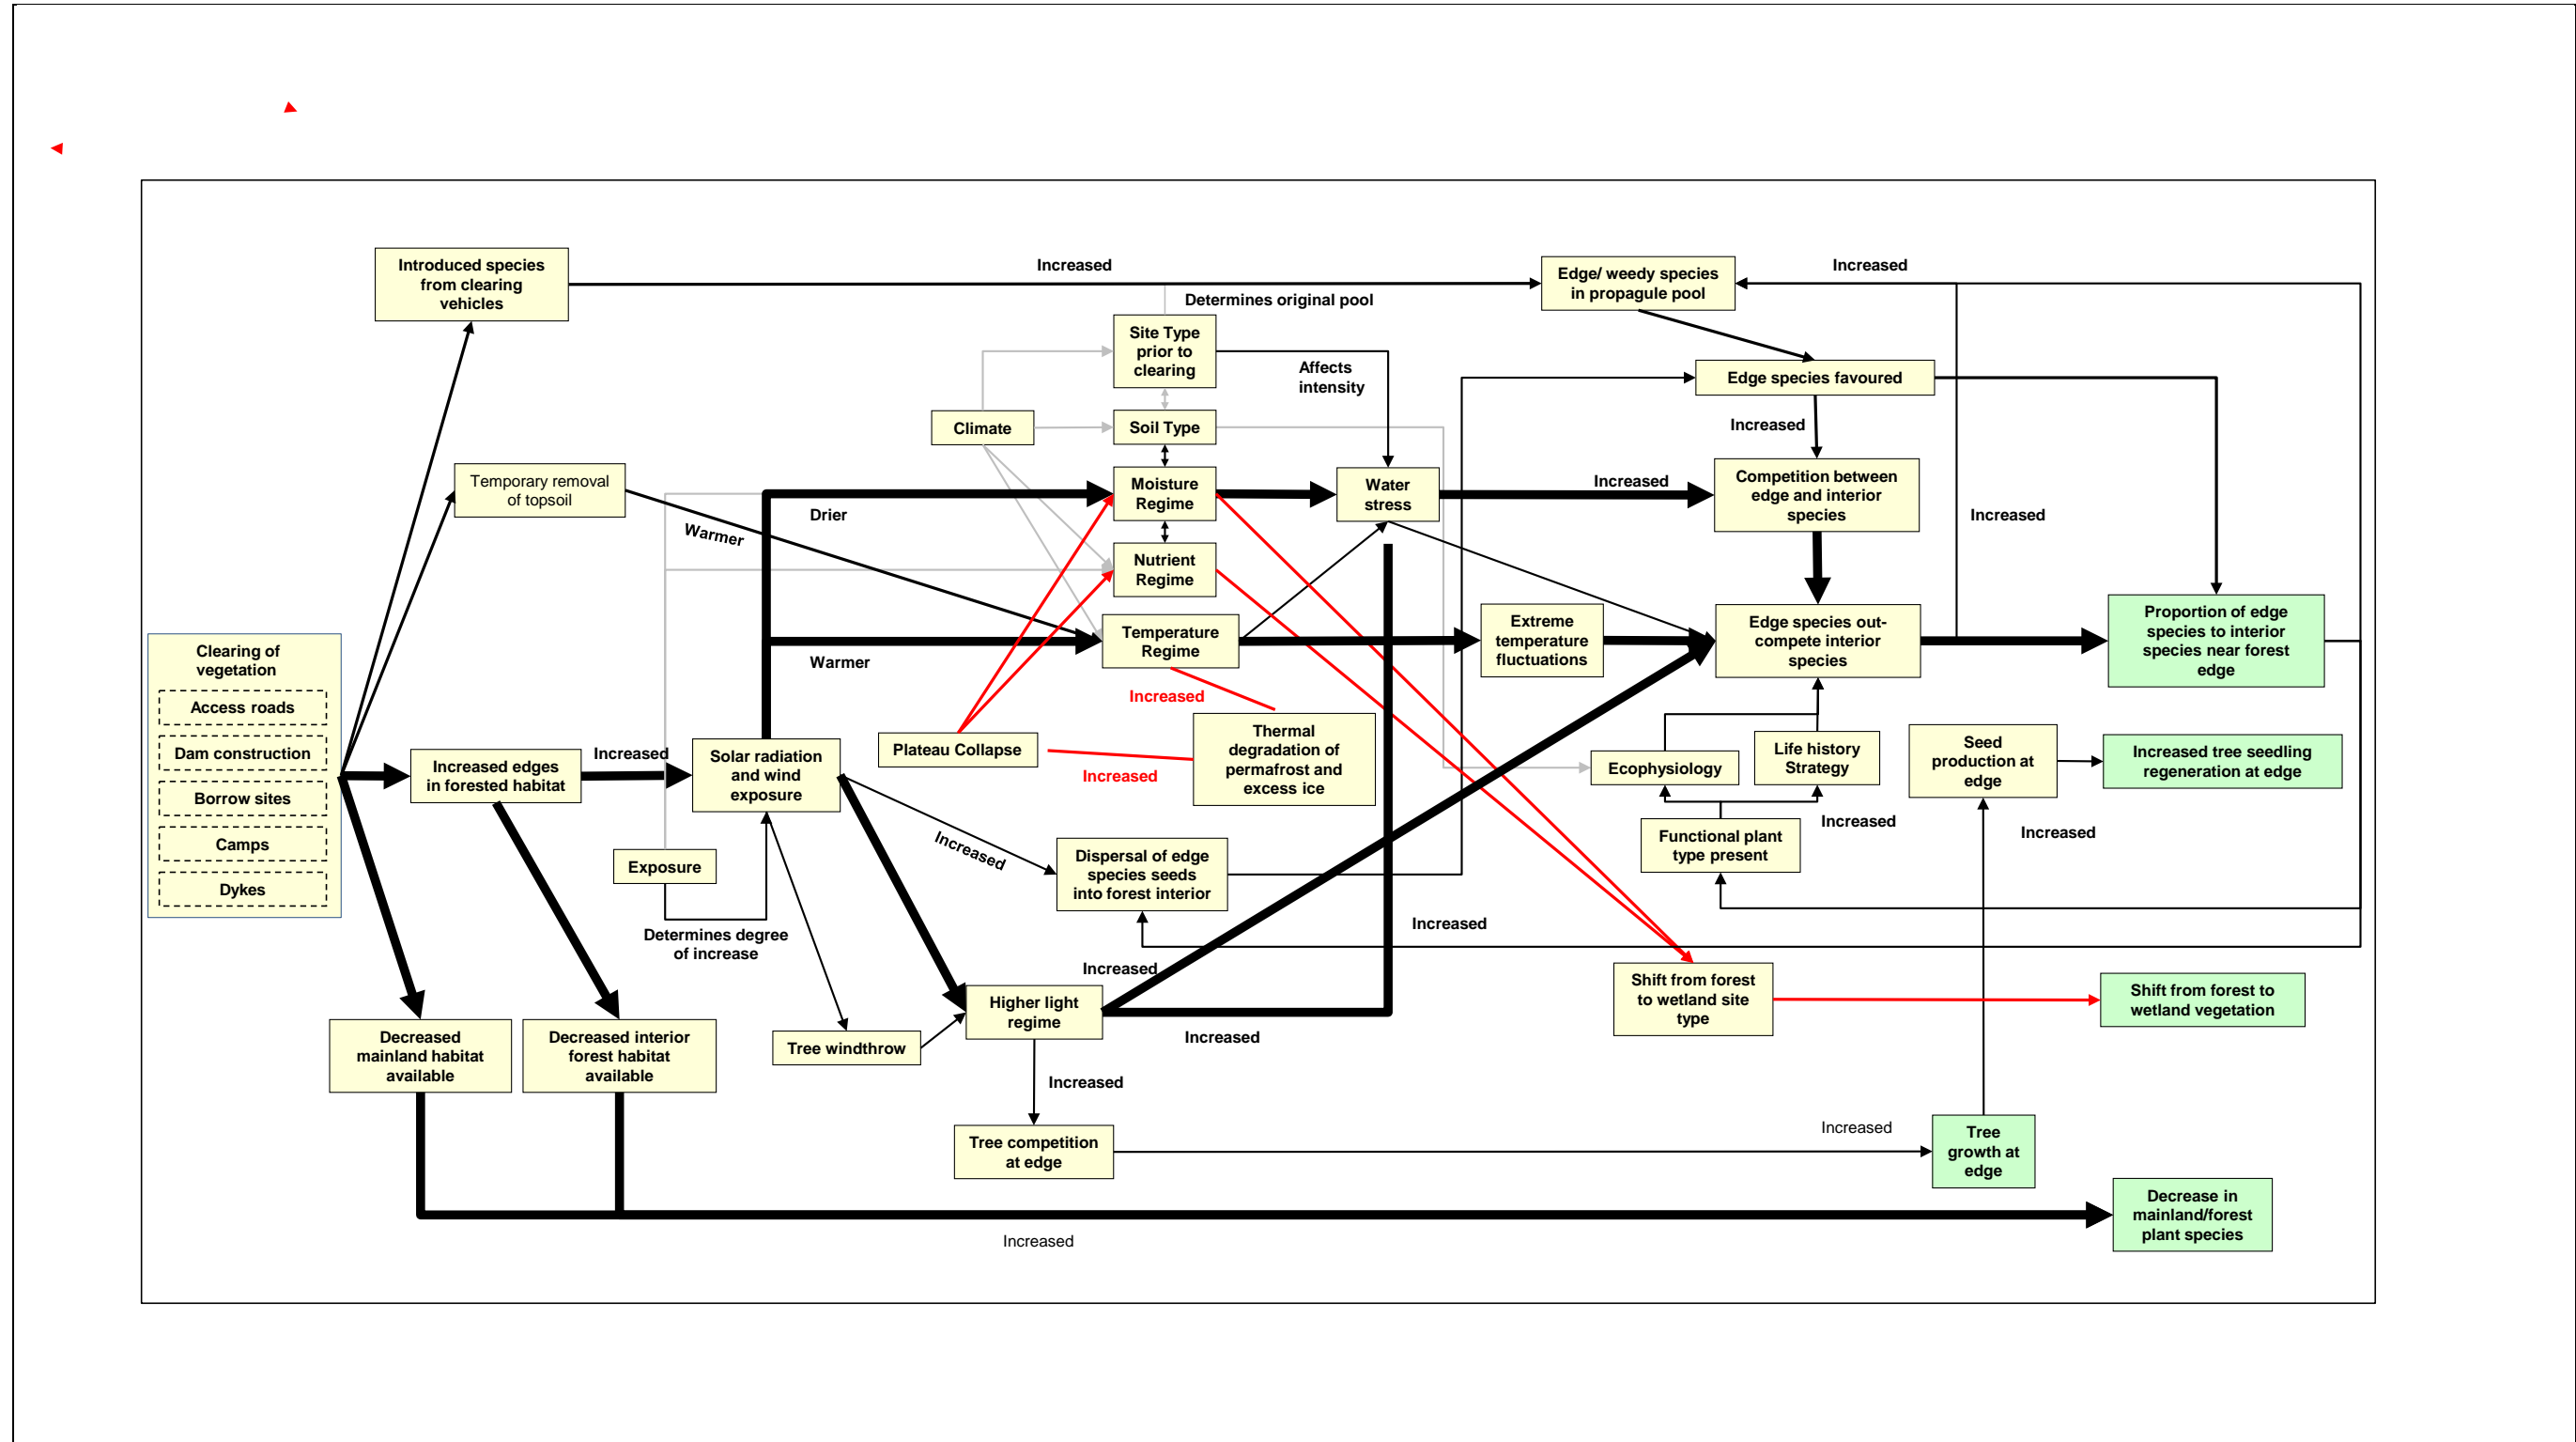 Introduced species
from clearing
vehicles
Increased
Edge/ weedy species
in propagule pool
Increased
Determines original pool
Site Type
prior to
clearing
Affects
intensity
Edge species favoured
Increased
Climate
Soil Type
Temporary removal
of topsoil
Warmer
Drier
Moisture
Regime
Water
stress
Increased
Competition between
edge and interior
species
Increased
Nutrient
Regime
Temperature
Regime
Warmer
Extreme
temperature
fluctuations
Edge species out-
compete interior
species
Proportion of edge
species to interior
species near forest
edge
Clearing of
vegetation
Access roads
Dam construction
Borrow sites
Camps
Dykes
Increased edges
in forested habitat
Increased
Solar radiation
and wind
exposure
Plateau Collapse
Increased
Increased
Thermal
degradation of
permafrost and
excess ice
Ecophysiology
Life history
Strategy
Seed
production at
edge
Increased tree seedling
regeneration at edge
Increased
Functional plant
type present
Increased
Exposure
Determines degree
of increase
Increased
Dispersal of edge
species seeds
into forest interior
Increased
Increased
Higher light
regime
Increased
Tree windthrow
Shift from forest
to wetland site
type
Shift from forest to
wetland vegetation
Decreased
mainland habitat
available
Decreased interior
forest habitat
available
Increased
Tree competition
at edge
Increased
Tree
growth at
edge
Decrease in
mainland/forest
plant species
Increased